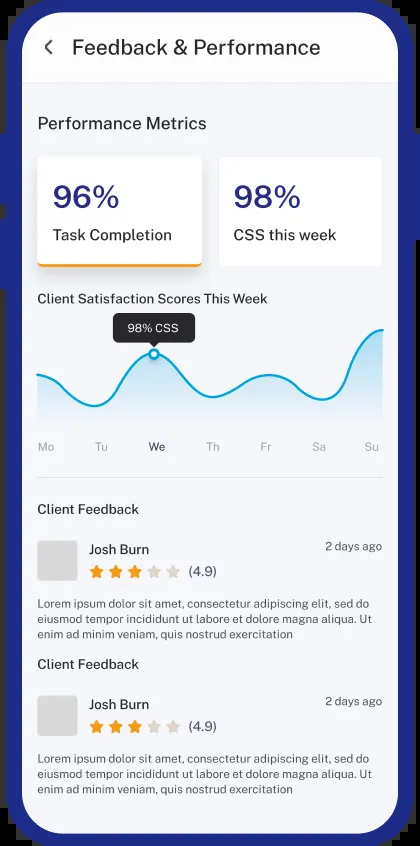 Feedback & Performance
Performance Metrics
96%
Task Completion
98%
CSS this week
Client Satisfaction Scores This Week
98% CSS
Mo Tu We Th Fr Sa Su
Client Feedback
Josh Burn
2 days ago
(4.9)
Lorem ipsum dolor sit amet, consectetur adipiscing elit, sed do
eiusmod tempor incididunt ut labore et dolore magna aliqua. Ut
enim ad minim veniam, quis nostrud exercitation
Client Feedback
Josh Burn
2 days ago
(4.9)
Lorem ipsum dolor sit amet, consectetur adipiscing elit, sed do
eiusmod tempor incididunt ut labore et dolore magna aliqua. Ut
enim ad minim veniam, quis nostrud exercitation